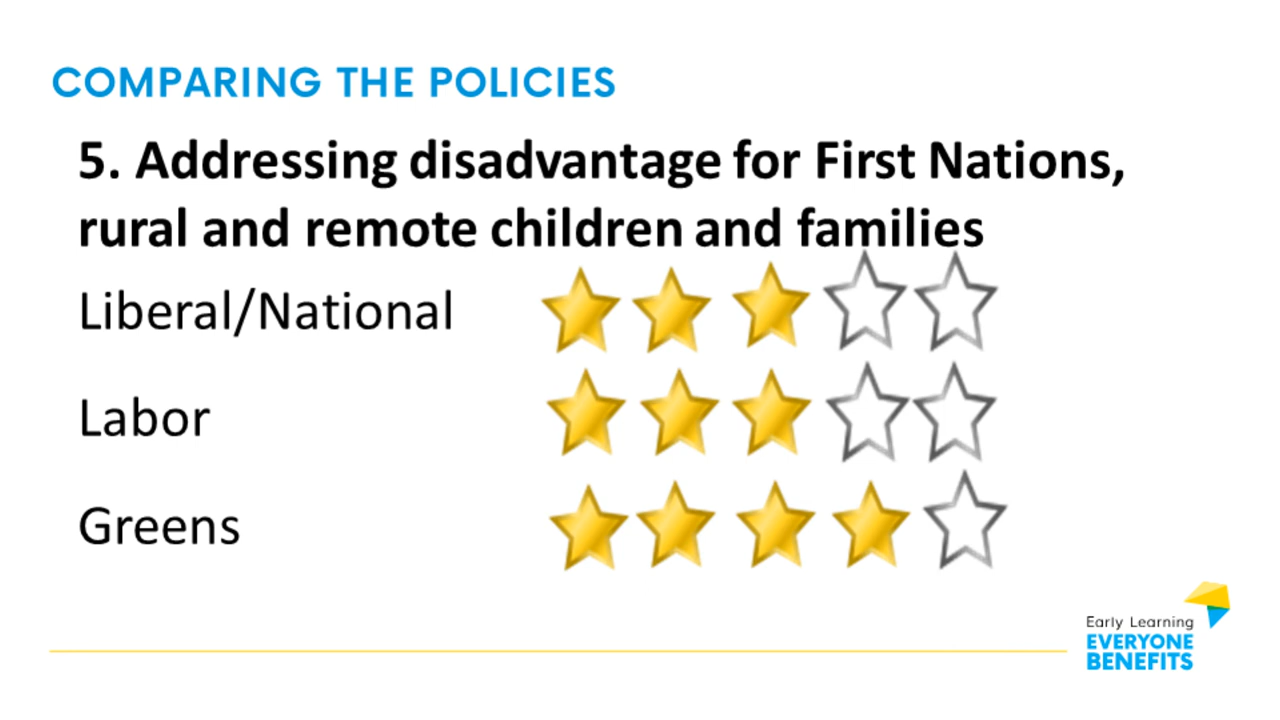 COMPARING THE POLICIES
5. Addressing disadvantage for First Nations,
rural and remote children and families
Liberal/National
Labor
Greens
Early Learning
EVERYONE
BENEFITS